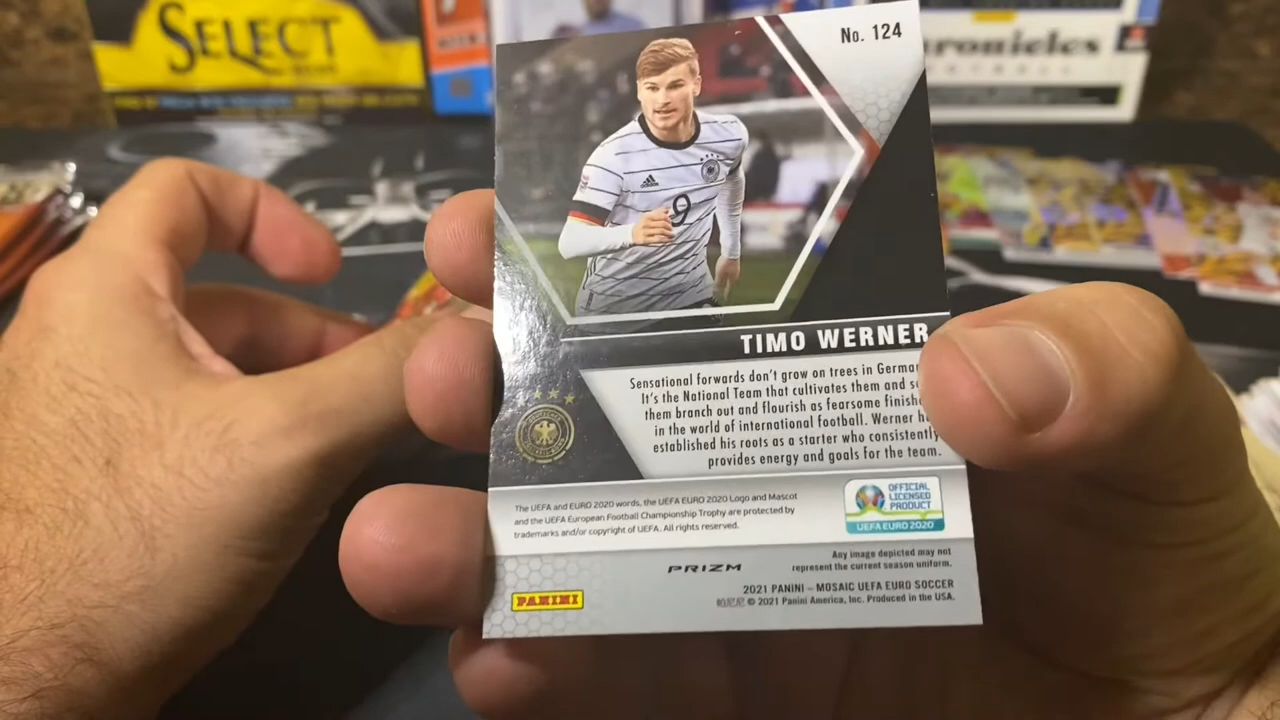 SELECT
No. 124
ronicles
9
TIMO WERNER
Sensational forwards don't grow on trees in
It's the National Team that cultivates them and
them branch out and flourish as fearsome
in the world of international football. Werner
established his roots as a starter who consistently
provides energy and goals for the team.
The UEFA and EURO 2020 words, the UEFA EURO 2020 Logo and Mascot
and the UEFA European Football Championship Trophy are protected by
trademarks and/or copyright of UEFA. All rights reserved.
OFFICIAL
LICENSED
PRODUCT
UEFA EURO 2020
Any image depicted may not
represent the current season uniform.
PRIZM
2021 PANINI – MOSAIC UEFA EURO SOCCER
© 2021 Panini America, Inc. Produced in the USA.
PANINI